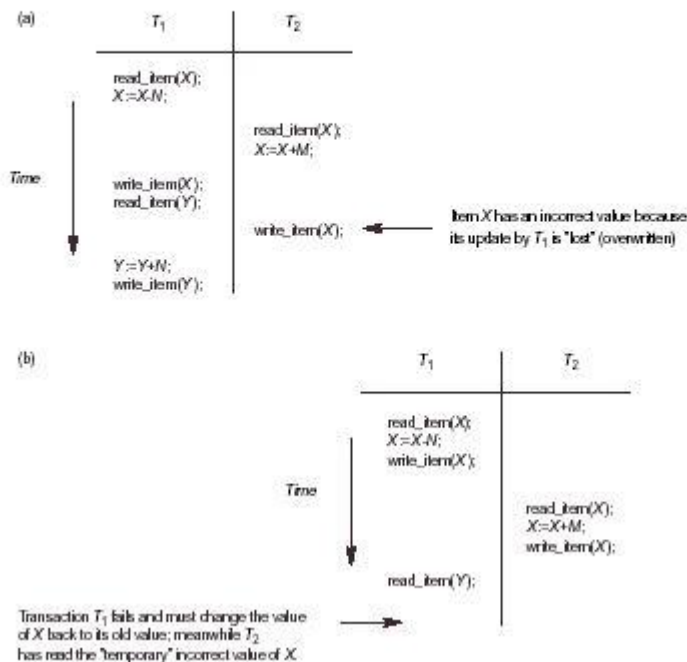 (a)
T1 T2
read_item(X);
X:=X-N;
read_item(X);
X:=X+M;
Time
write_item(X);
read_item(Y);
write_item(X);
Item X has an incorrect value because
its update by T1 is "lost" (overwritten)
Y:=Y+N;
write_item(Y);
(b)
T1 T2
read_item(X);
X:=X-N;
write_item(X);
Time
read_item(X);
X:=X+M;
write_item(X);
read_item(Y);
Transaction T1 fails and must change the value
of X back to its old value; meanwhile T2
has read the "temporary" incorrect value of X.